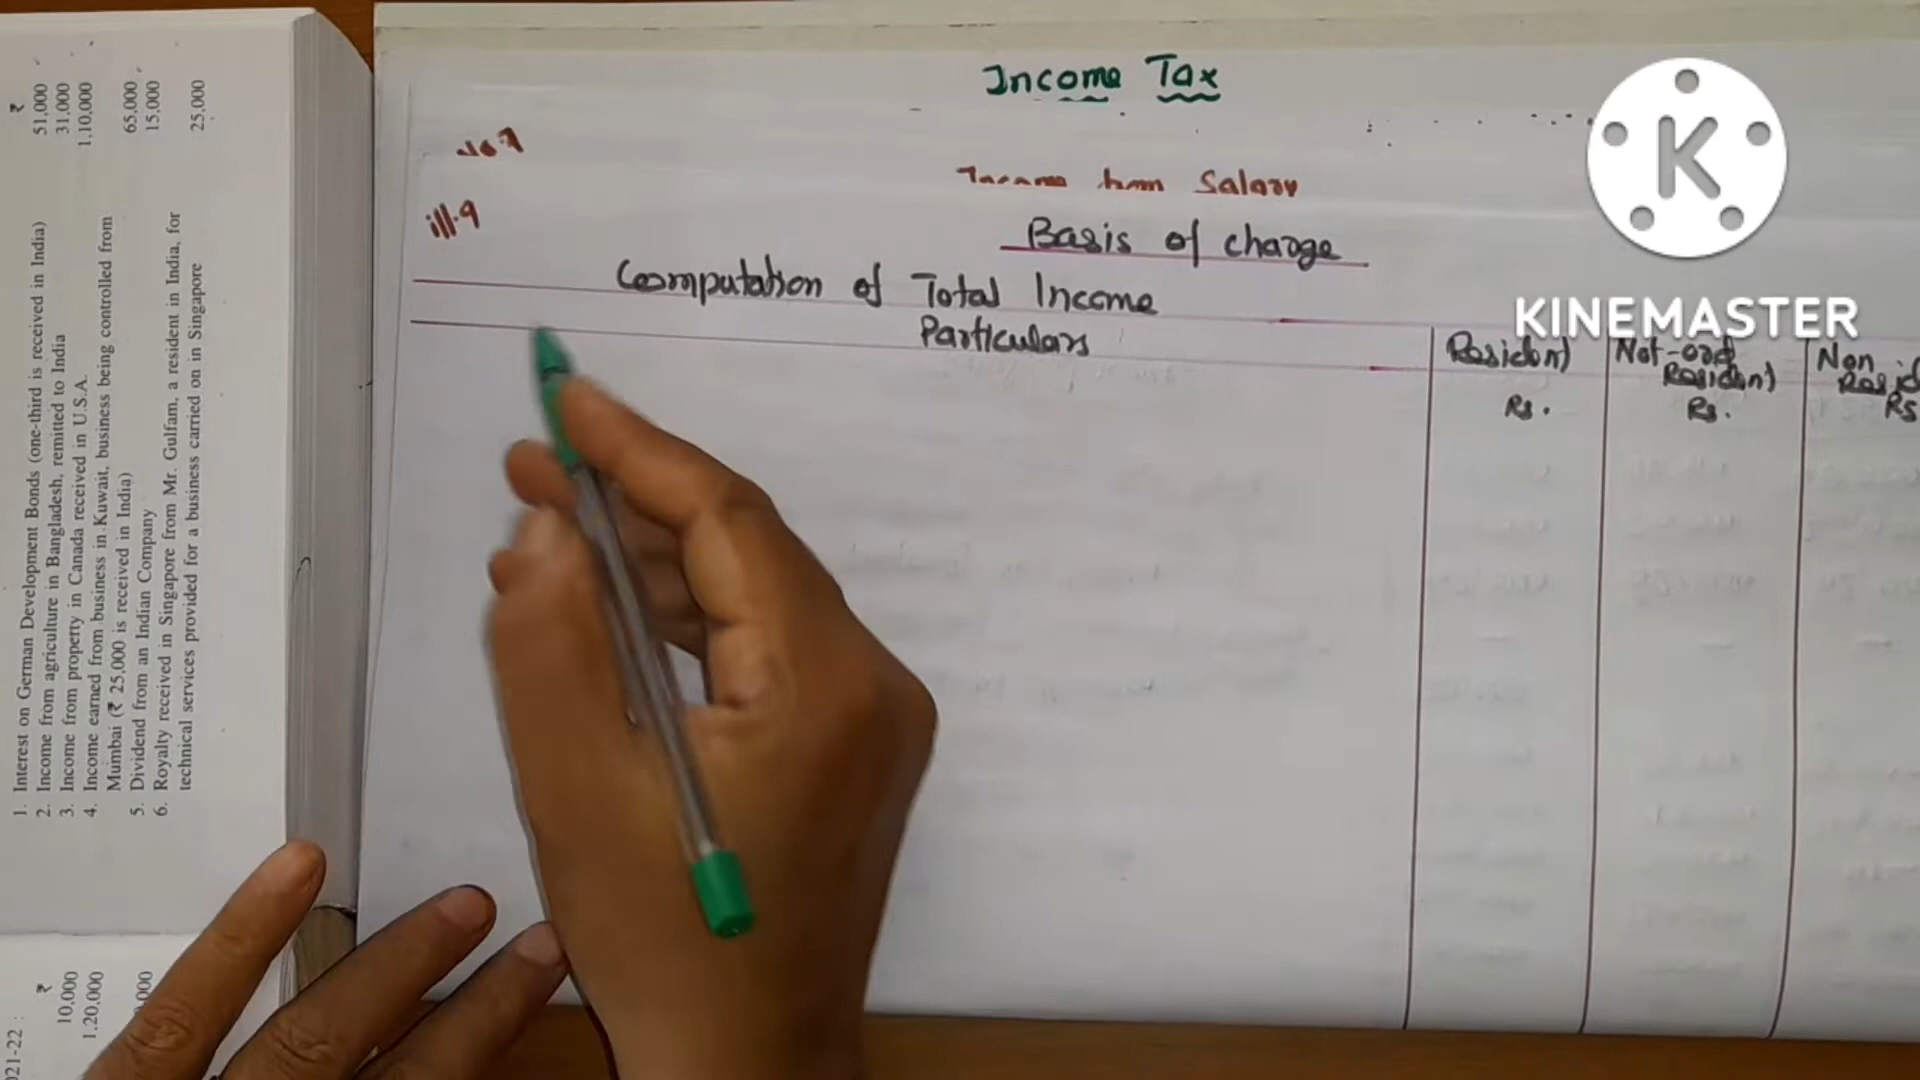 ₹
1. Interest on German Development Bonds (one-third is received in India) 51,000
2. Income from agriculture in Bangladesh, remitted to India 31,000
3. Income from property in Canada received in U.S.A. 1,10,000
4. Income earned from business in Kuwait, business being controlled from
Mumbai (₹ 25,000 is received in India) 65,000
5. Dividend from an Indian Company 15,000
6. Royalty received in Singapore from Mr. Gulfam, a resident in India, for
technical services provided for a business carried on in Singapore 25,000
021-22 : ₹
10,000
1,20,000
,000
Income Tax
Income from Salary
ill.9
Basis of charge
Computation of Total Income
Particulars
Resident Rs.
Not-ord Resident Rs.
Non Resid Rs
K
KINEMASTER